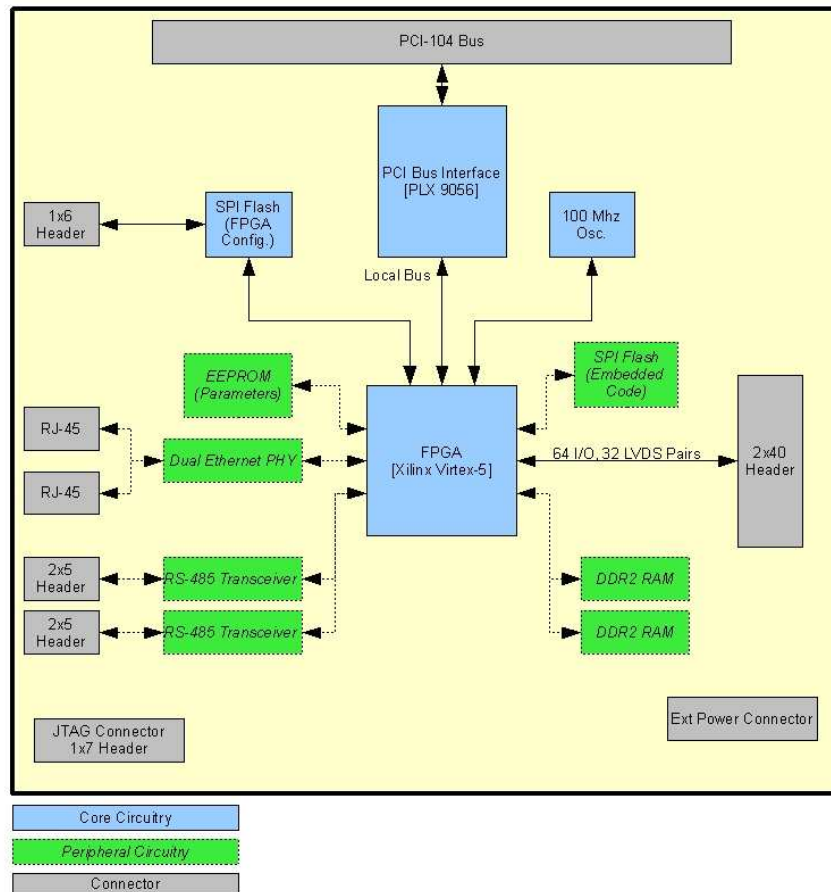 PCI-104 Bus
PCI Bus Interface
[PLX 9056]
1x6
Header
SPI Flash
(FPGA
Config.)
100 Mhz
Osc.
Local Bus
EEPROM
(Parameters)
SPI Flash
(Embedded
Code)
RJ-45
Dual Ethernet PHY
FPGA
[Xilinx Virtex-5]
64 I/O, 32 LVDS Pairs
2x40
Header
RJ-45
2x5
Header
RS-485 Transceiver
DDR2 RAM
2x5
Header
RS-485 Transceiver
DDR2 RAM
JTAG Connector
1x7 Header
Ext Power Connector
Core Circuitry
Peripheral Circuitry
Connector